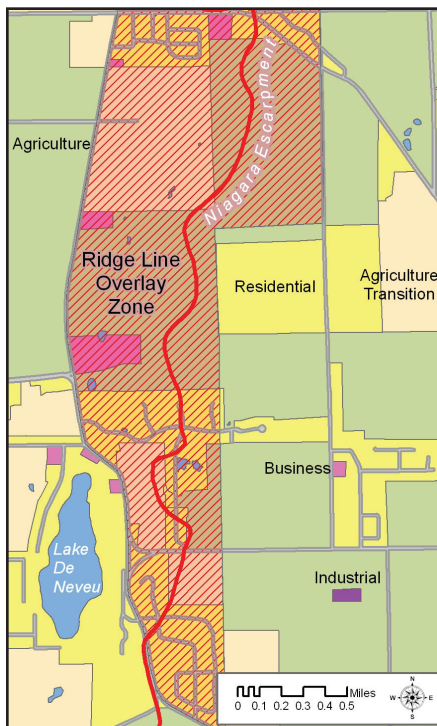 Agriculture
Niagara Escarpment
Ridge Line
Overlay
Zone
Residential
Agriculture
Transition
Business
Lake
De
Neveu
Industrial
Miles
0 0.1 0.2 0.3 0.4 0.5
N
W E
S